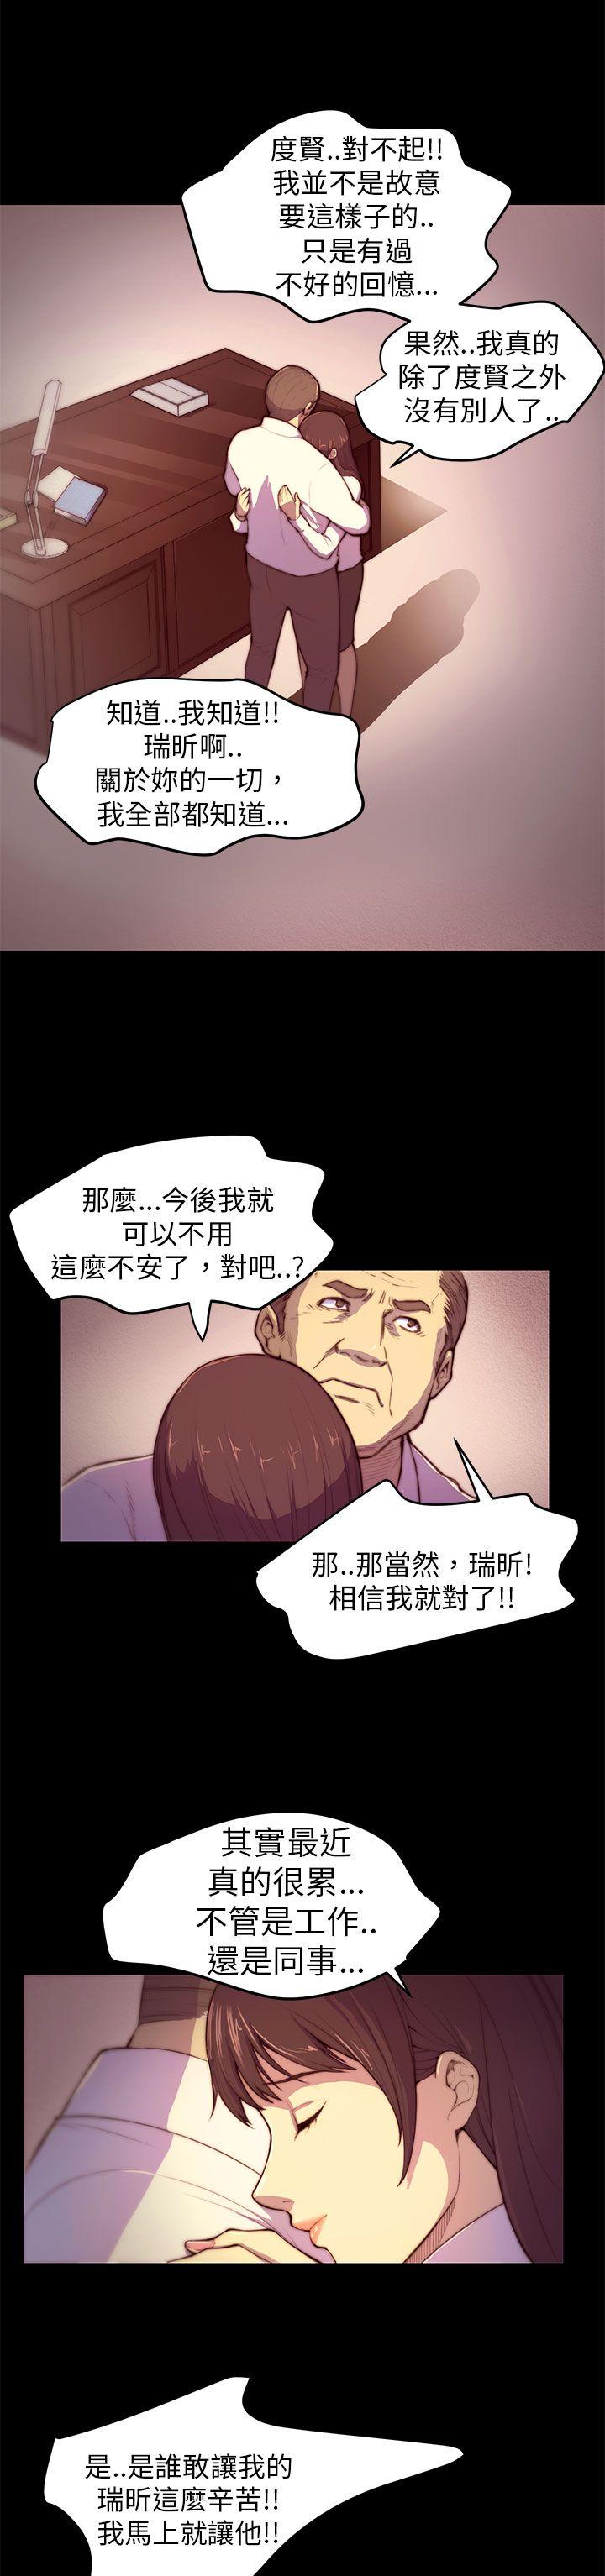 度賢..對不起!!
我並不是故意
要這樣子的..
只是有過
不好的回憶...
果然..我真的
除了度賢之外
沒有別人了..
知道..我知道!!
瑞昕啊..
關於妳的一切，
我全部都知道...
那麼...今後我就
可以不用
這麼不安了，對吧..?
那..那當然，瑞昕!
相信我就對了!!
其實最近
真的很累...
不管是工作..
還是同事...
是..是誰敢讓我的
瑞昕這麼辛苦!!
我馬上就讓他!!